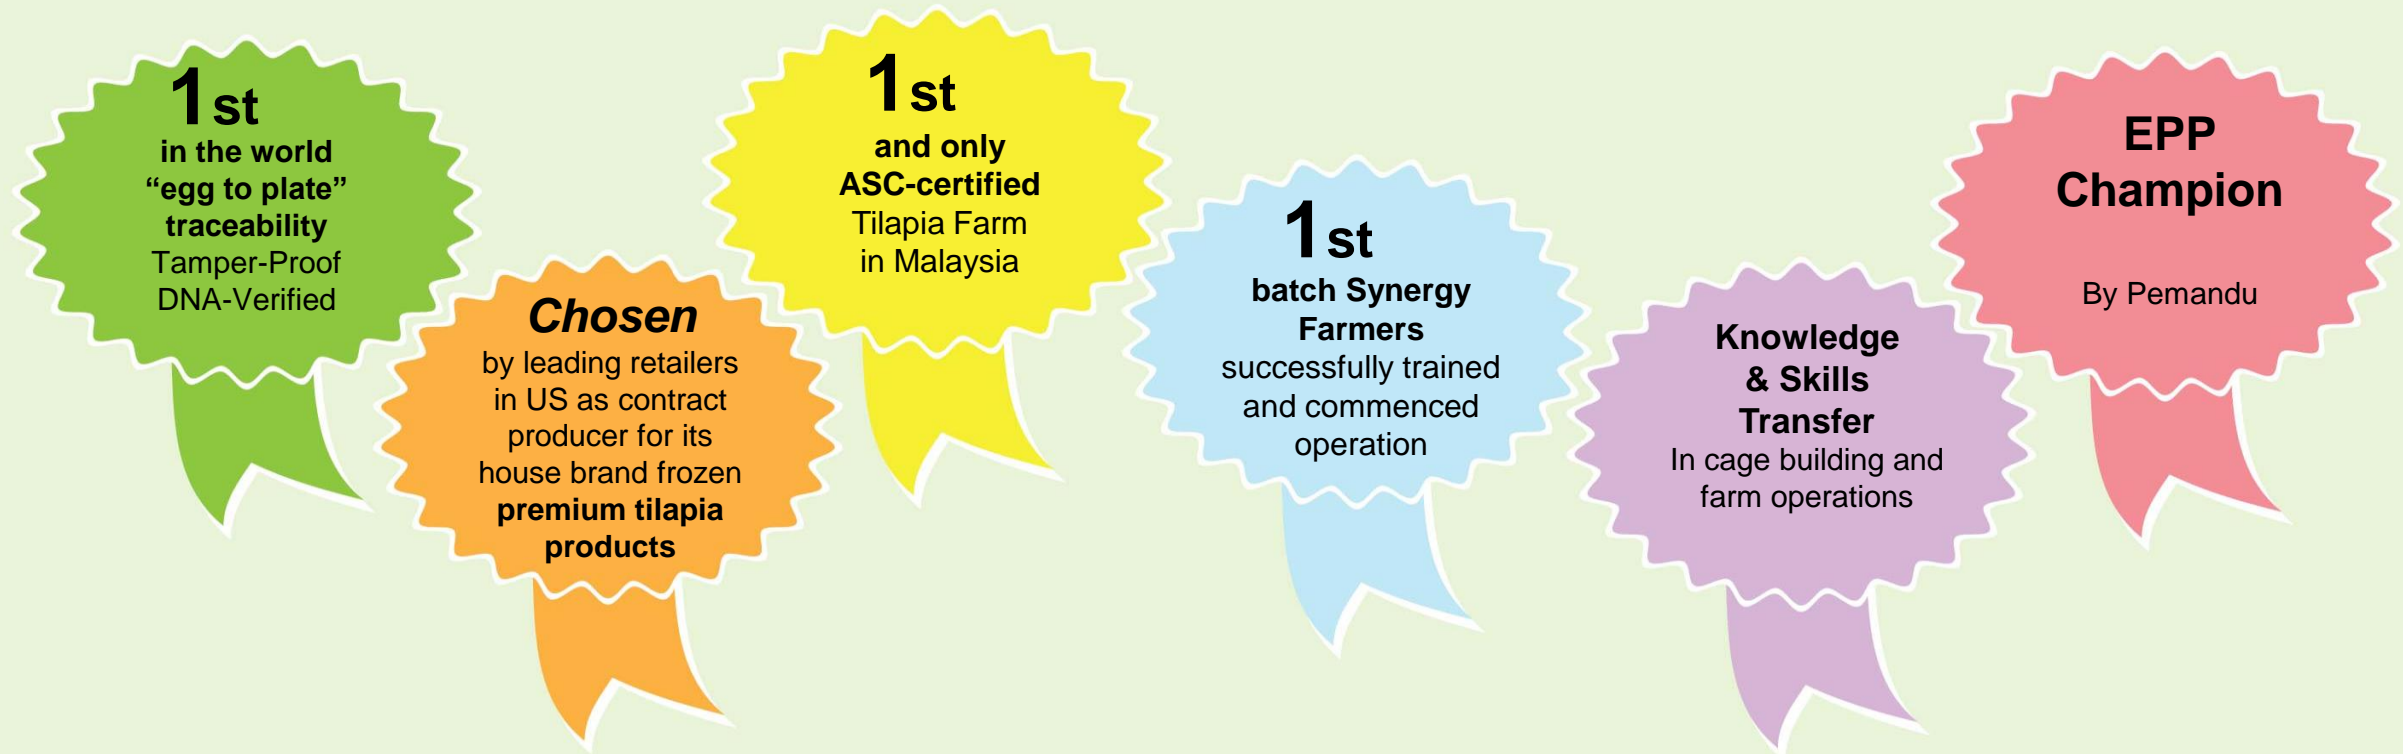 1st
in the world
“egg to plate”
traceability
Tamper-Proof
DNA-Verified
Chosen
by leading retailers
in US as contract
producer for its
house brand frozen
premium tilapia
products
1st
and only
ASC-certified
Tilapia Farm
in Malaysia
1st
batch Synergy
Farmers
successfully trained
and commenced
operation
Knowledge
& Skills
Transfer
In cage building and
farm operations
EPP
Champion
By Pemandu